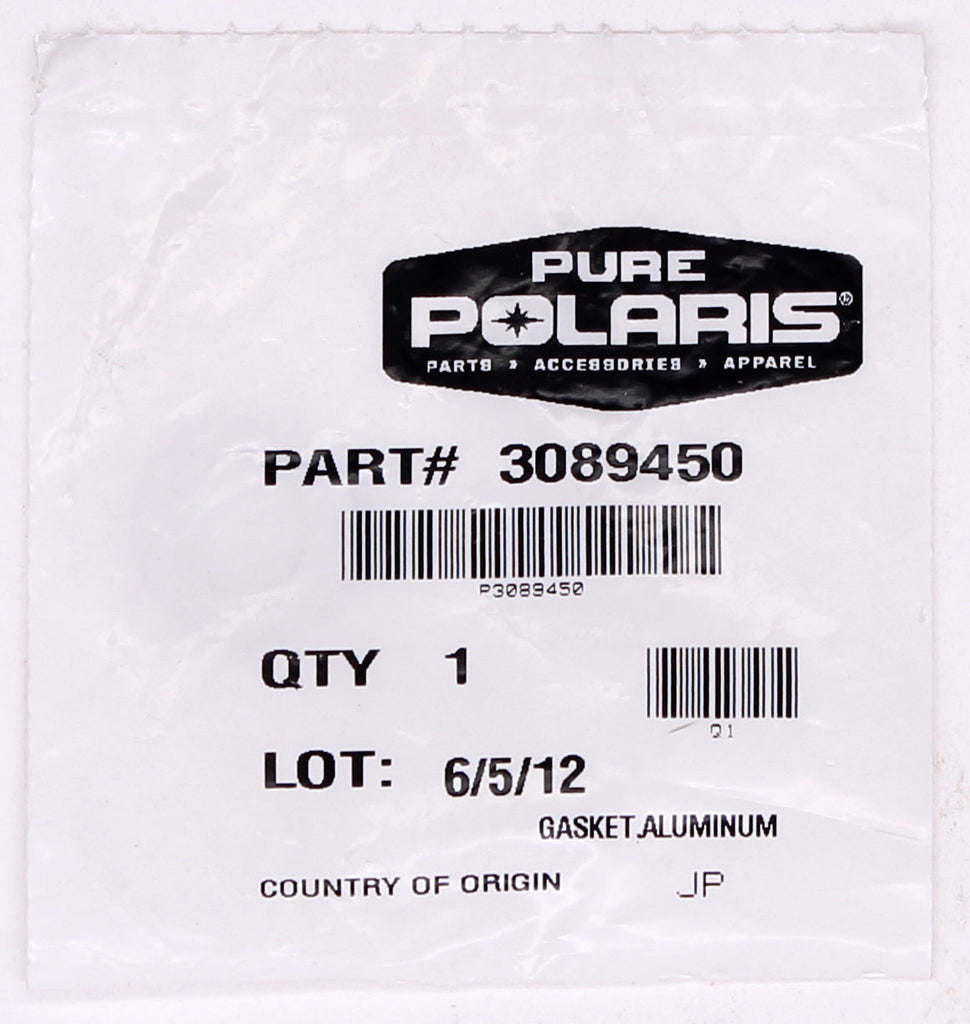 PURE
POLARIS®
PARTS » ACCESSORIES » APPAREL
PART# 3089450
P3089450
QTY 1
Q1
LOT: 6/5/12
GASKET,ALUMINUM
COUNTRY OF ORIGIN JP